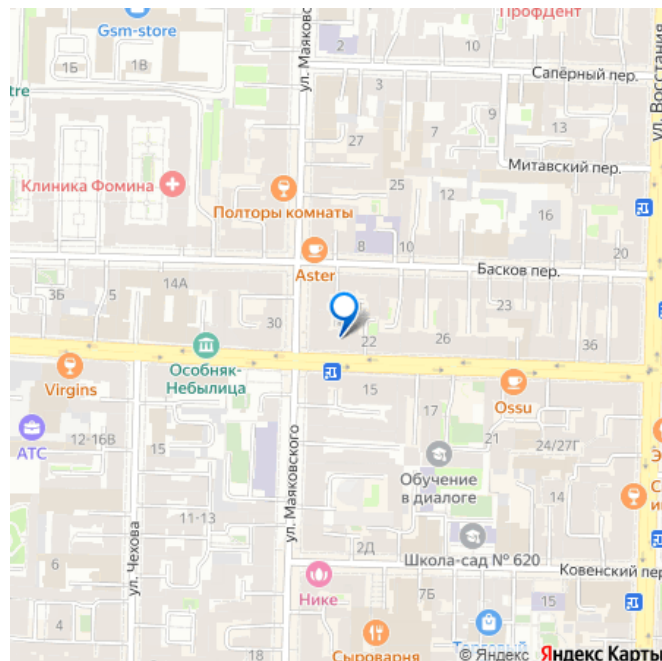 ПрофДент
Gsm-store
ул. Маяковс
2
1Б
1В
Сапёрный пер.
ул. Восстания
tre
3
9
7
13
27
Митавский пер.
Клиника Фомина
25
12
Полторы комнаты
16
8
10
20
Aster
Басков пер.
3Б
5
14А
30
23
22
26
36
Особняк-
Небылица
Virgins
15
Ossu
17
12-16В
15
21
24/27Г
АТС
Э
Обучение
в диалоге
С
14
и
ул. Маяковского
11-13
2Д
Школа-сад № 620
6
ул. Чехова
Ковенский пер.
Нике
7Б
15
4
Сыроварня
© Яндекс
Яндекс Карты